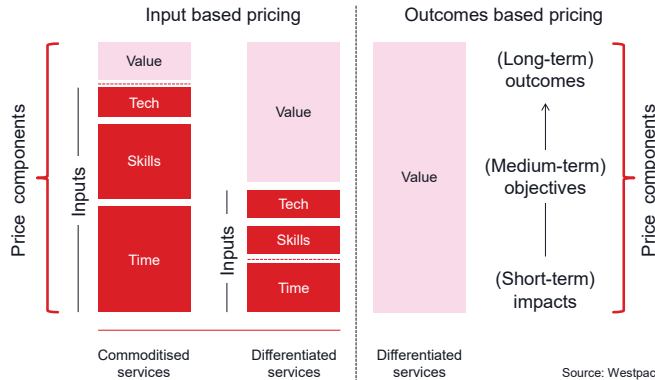 Input based pricing
Outcomes based pricing
Price components
Inputs
Value
Tech
Skills
Time
Commoditised
services
Inputs
Value
Tech
Skills
Time
Differentiated
services
Value
Differentiated
services
(Long-term)
outcomes
(Medium-term)
objectives
(Short-term)
impacts
Price components
Source: Westpac